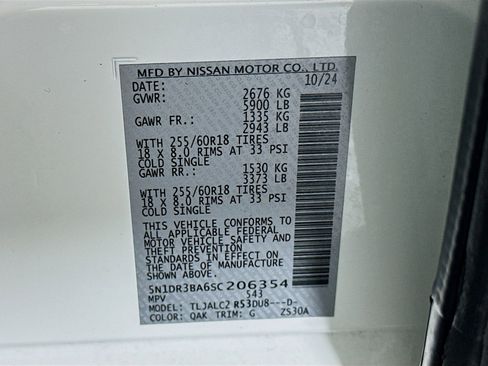 MFD BY NISSAN MOTOR CO., LTD.
DATE: 10/24
GVWR: 2676 KG
5900 LB
GAWR FR.: 1335 KG
2943 LB
WITH 255/60R18 TIRES
18 X 8.0 RIMS AT 33 PSI
COLD SINGLE
GAWR RR.: 1530 KG
3373 LB
WITH 255/60R18 TIRES
18 X 8.0 RIMS AT 33 PSI
COLD SINGLE
THIS VEHICLE CONFORMS TO
ALL APPLICABLE FEDERAL
MOTOR VEHICLE SAFETY AND
THEFT PREVENTION
STANDARDS IN EFFECT ON
THE DATE OF MANUFACTURE
SHOWN ABOVE.
5N1DR3BA6SC206354
MPV 543
MODEL: TLJALC2 R53DU8---D-
COLOR: QAK TRIM: G ZS30A